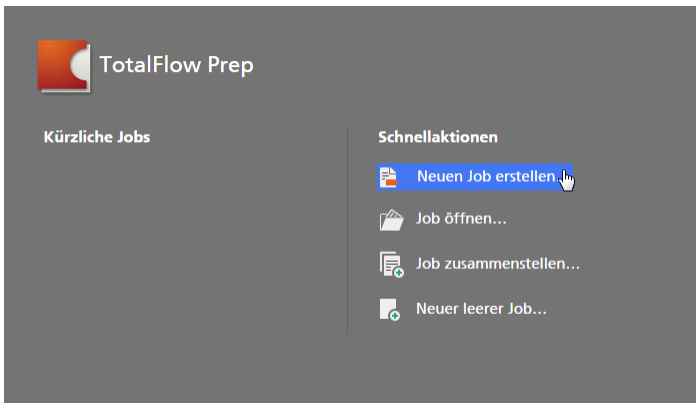 TotalFlow Prep
Kürzliche Jobs
Schnellaktionen
Neuen Job erstellen...
Job öffnen...
Job zusammenstellen...
Neuer leerer Job...